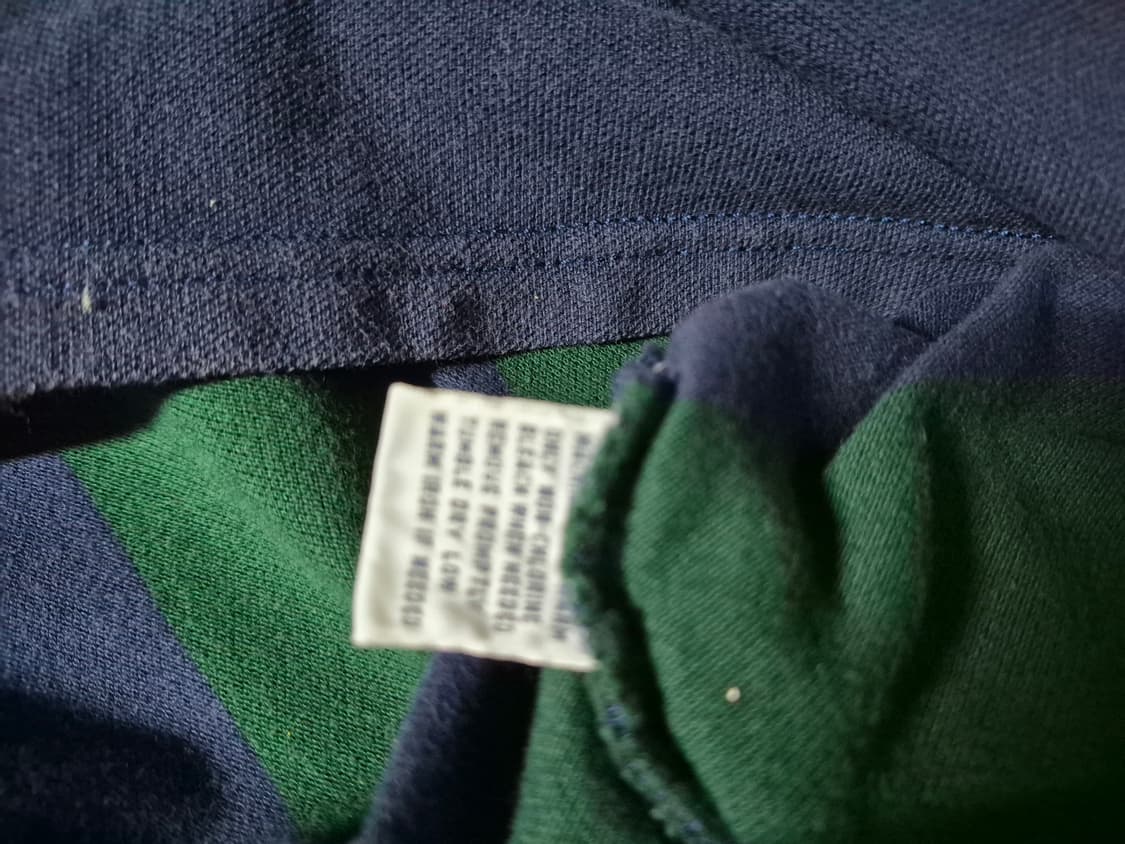 ONLY NON-CHLORINE
BLEACH WHEN NEEDED
REMOVE PROMPTLY
TUMBLE DRY LOW
WARM IRON IF NEEDED